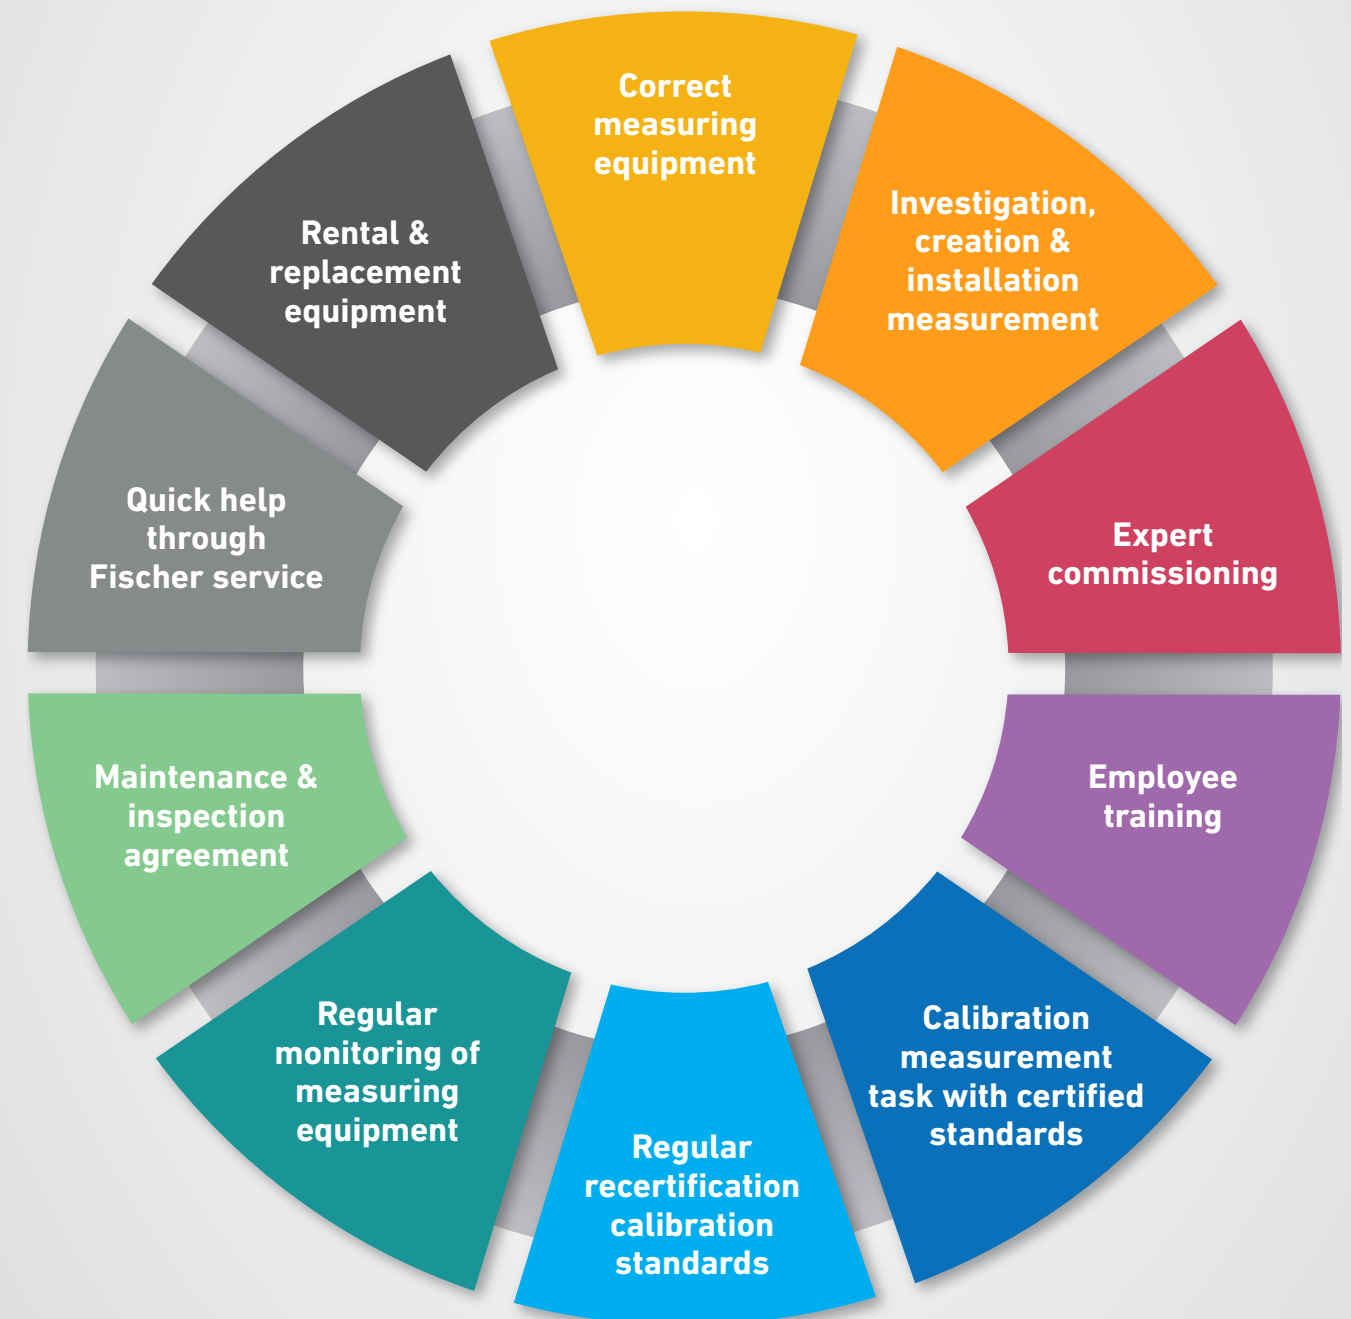 Correct
measuring
equipment
Investigation,
creation &
installation
measurement
Expert
commissioning
Employee
training
Calibration
measurement
task with certified
standards
Regular
recertification
calibration
standards
Regular
monitoring of
measuring
equipment
Maintenance &
inspection
agreement
Quick help
through
Fischer service
Rental &
replacement
equipment